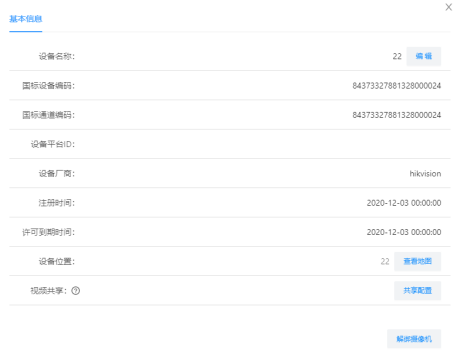 X
基本信息
设备名称： 22 编辑
国标设备编码： 84373327881328000024
国标通道编码： 84373327881328000024
设备平台ID：
设备厂商： hikvision
注册时间： 2020-12-03 00:00:00
许可到期时间： 2020-12-03 00:00:00
设备位置： 22 查看地图
视频共享： ? 共享配置
解绑摄像机